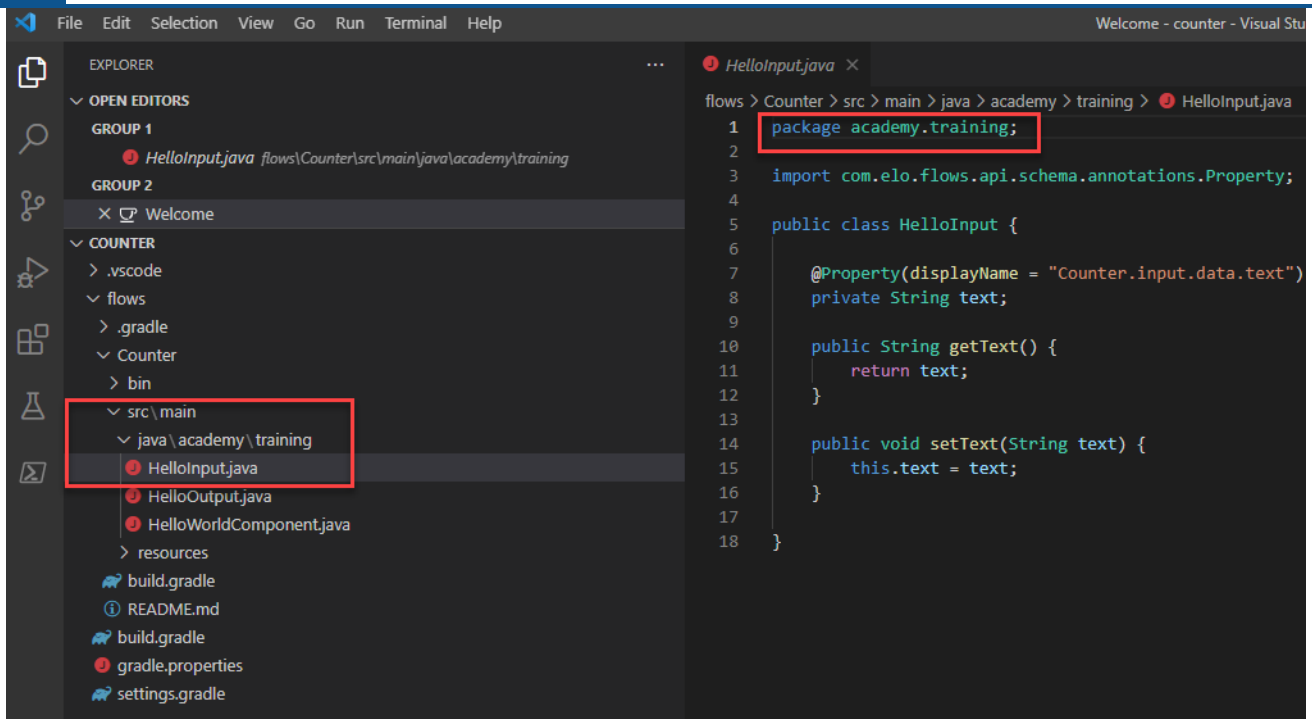 File Edit Selection View Go Run Terminal Help
Welcome - counter - Visual Stu
EXPLORER
OPEN EDITORS
GROUP 1
HelloInput.java flows\Counter\src\main\java\academy\training
GROUP 2
Welcome
COUNTER
.vscode
flows
.gradle
Counter
bin
src\main
java\academy\training
HelloInput.java
HelloOutput.java
HelloWorldComponent.java
resources
build.gradle
README.md
build.gradle
gradle.properties
settings.gradle
HelloInput.java
flows > Counter > src > main > java > academy > training > HelloInput.java
1 package academy.training;
2
3 import com.elo.flows.api.schema.annotations.Property;
4
5 public class HelloInput {
6
7 @Property(displayName = "Counter.input.data.text")
8 private String text;
9
10 public String getText() {
11 return text;
12 }
13
14 public void setText(String text) {
15 this.text = text;
16 }
17
18 }